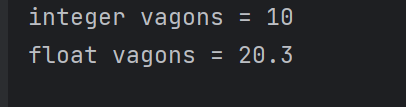 integer vagons = 10
float vagons = 20.3